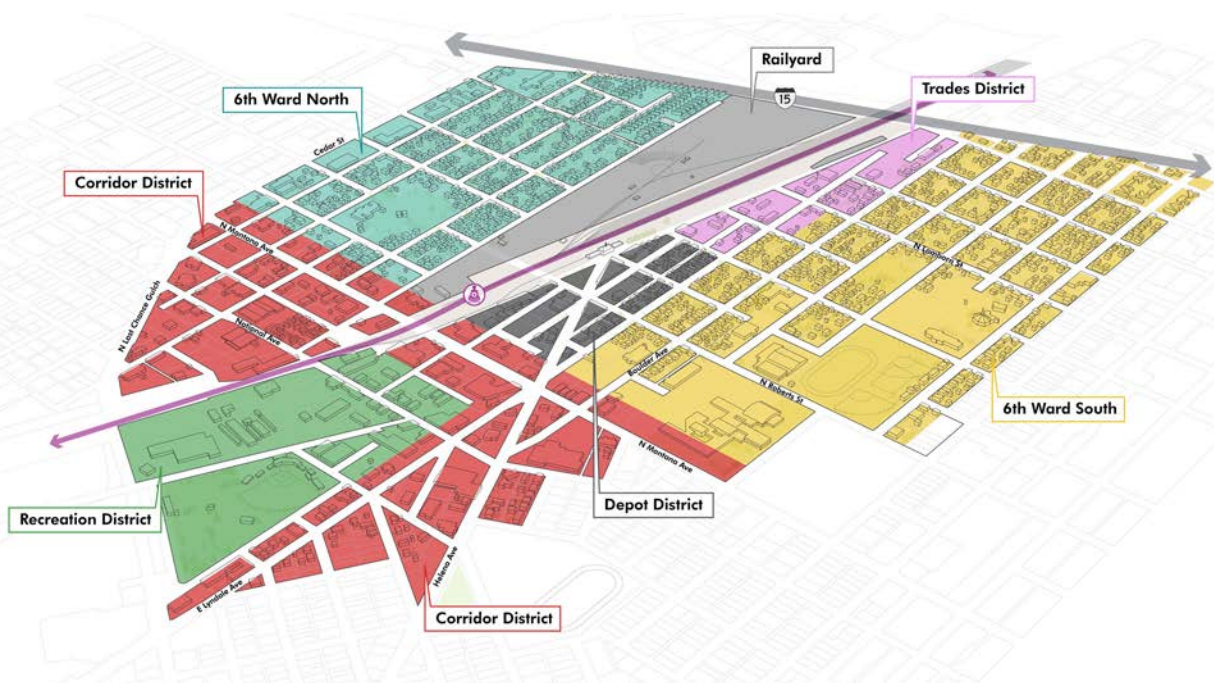 Railyard
15
Trades District
6th Ward North
Cedar St
Corridor District
N Montana Ave
N Last Chance Gulch
National Ave
N Lamborn St
Boulder Ave
N Roberts St
6th Ward South
N Montana Ave
Depot District
Recreation District
E Lyndale Ave
Helena Ave
Corridor District